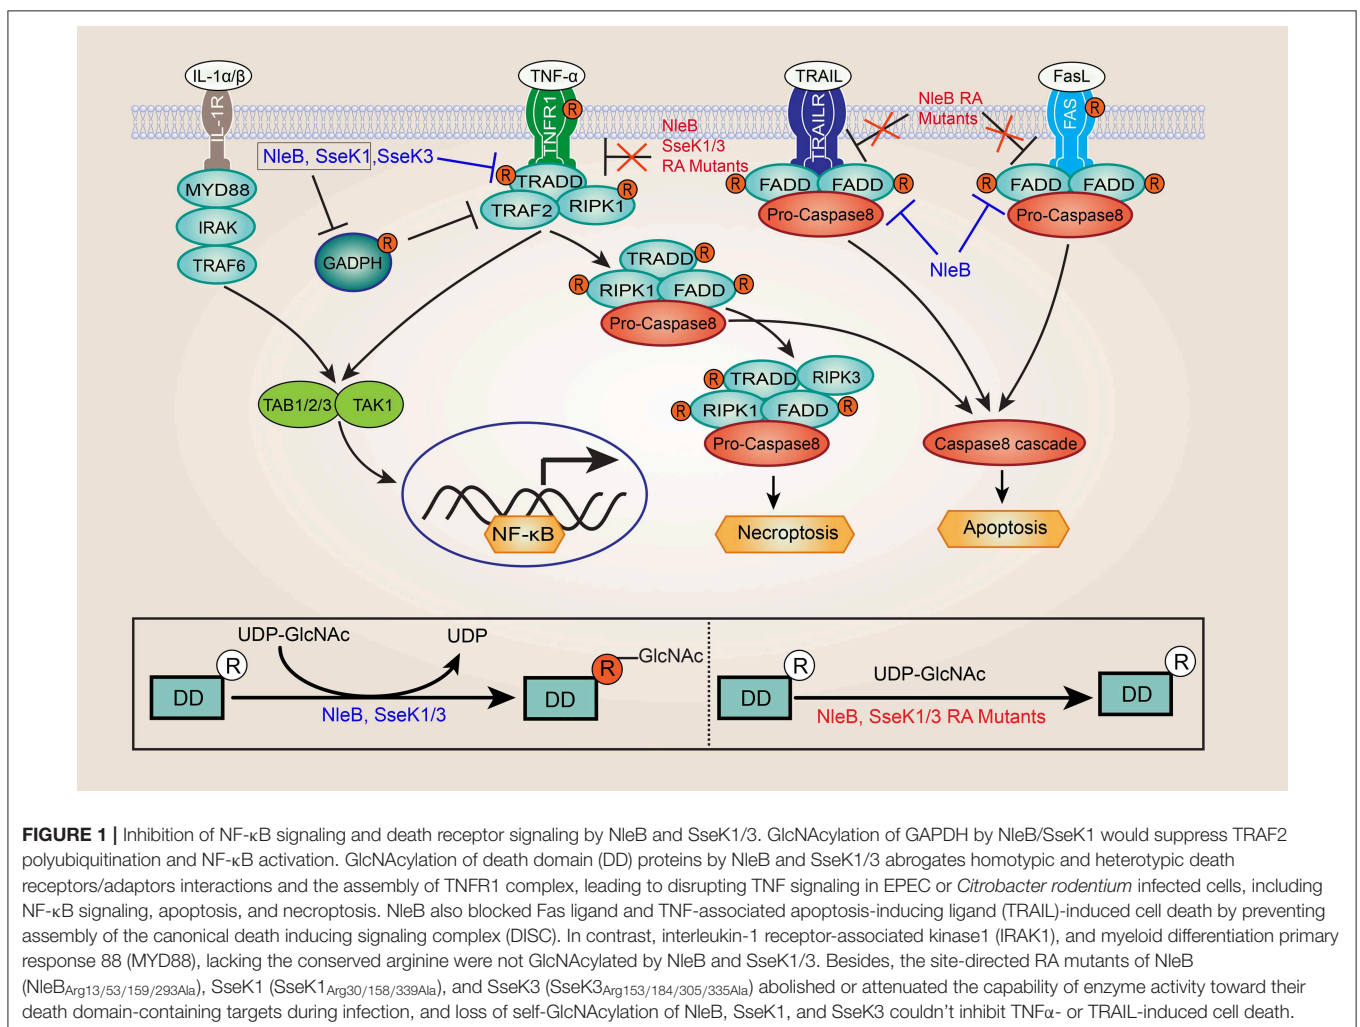 IL-1α/β
TNF-α
TRAIL
FasL
IL-1R
TNFR1
R
TRAILR
FAS
R
NleB RA
Mutants
NleB
SseK1/3
RA Mutants
NleB, SseK1,SseK3
MYD88
IRAK
TRAF6
GADPH
R
R
TRADD
TRAF2
RIPK1
R
R
FADD
FADD
R
Pro-Caspase8
R
FADD
FADD
R
Pro-Caspase8
NleB
TRADD
R
R
RIPK1
FADD
R
Pro-Caspase8
R
TRADD
RIPK3
R
RIPK1
FADD
R
Pro-Caspase8
TAB1/2/3
TAK1
Caspase8 cascade
NF-κB
Necroptosis
Apoptosis
UDP-GlcNAc
UDP
R
DD
NleB, SseK1/3
R
GlcNAc
DD
R
DD
UDP-GlcNAc
NleB, SseK1/3 RA Mutants
R
DD
FIGURE 1 | Inhibition of NF-κB signaling and death receptor signaling by NleB and SseK1/3. GlcNAcylation of GAPDH by NleB/SseK1 would suppress TRAF2
polyubiquitination and NF-κB activation. GlcNAcylation of death domain (DD) proteins by NleB and SseK1/3 abrogates homotypic and heterotypic death
receptors/adaptors interactions and the assembly of TNFR1 complex, leading to disrupting TNF signaling in EPEC or Citrobacter rodentium infected cells, including
NF-κB signaling, apoptosis, and necroptosis. NleB also blocked Fas ligand and TNF-associated apoptosis-inducing ligand (TRAIL)-induced cell death by preventing
assembly of the canonical death inducing signaling complex (DISC). In contrast, interleukin-1 receptor-associated kinase1 (IRAK1), and myeloid differentiation primary
response 88 (MYD88), lacking the conserved arginine were not GlcNAcylated by NleB and SseK1/3. Besides, the site-directed RA mutants of NleB
(NleBArg13/53/159/293Ala), SseK1 (SseK1Arg30/158/339Ala), and SseK3 (SseK3Arg153/184/305/335Ala) abolished or attenuated the capability of enzyme activity toward their
death domain-containing targets during infection, and loss of self-GlcNAcylation of NleB, SseK1, and SseK3 couldn't inhibit TNFα- or TRAIL-induced cell death.